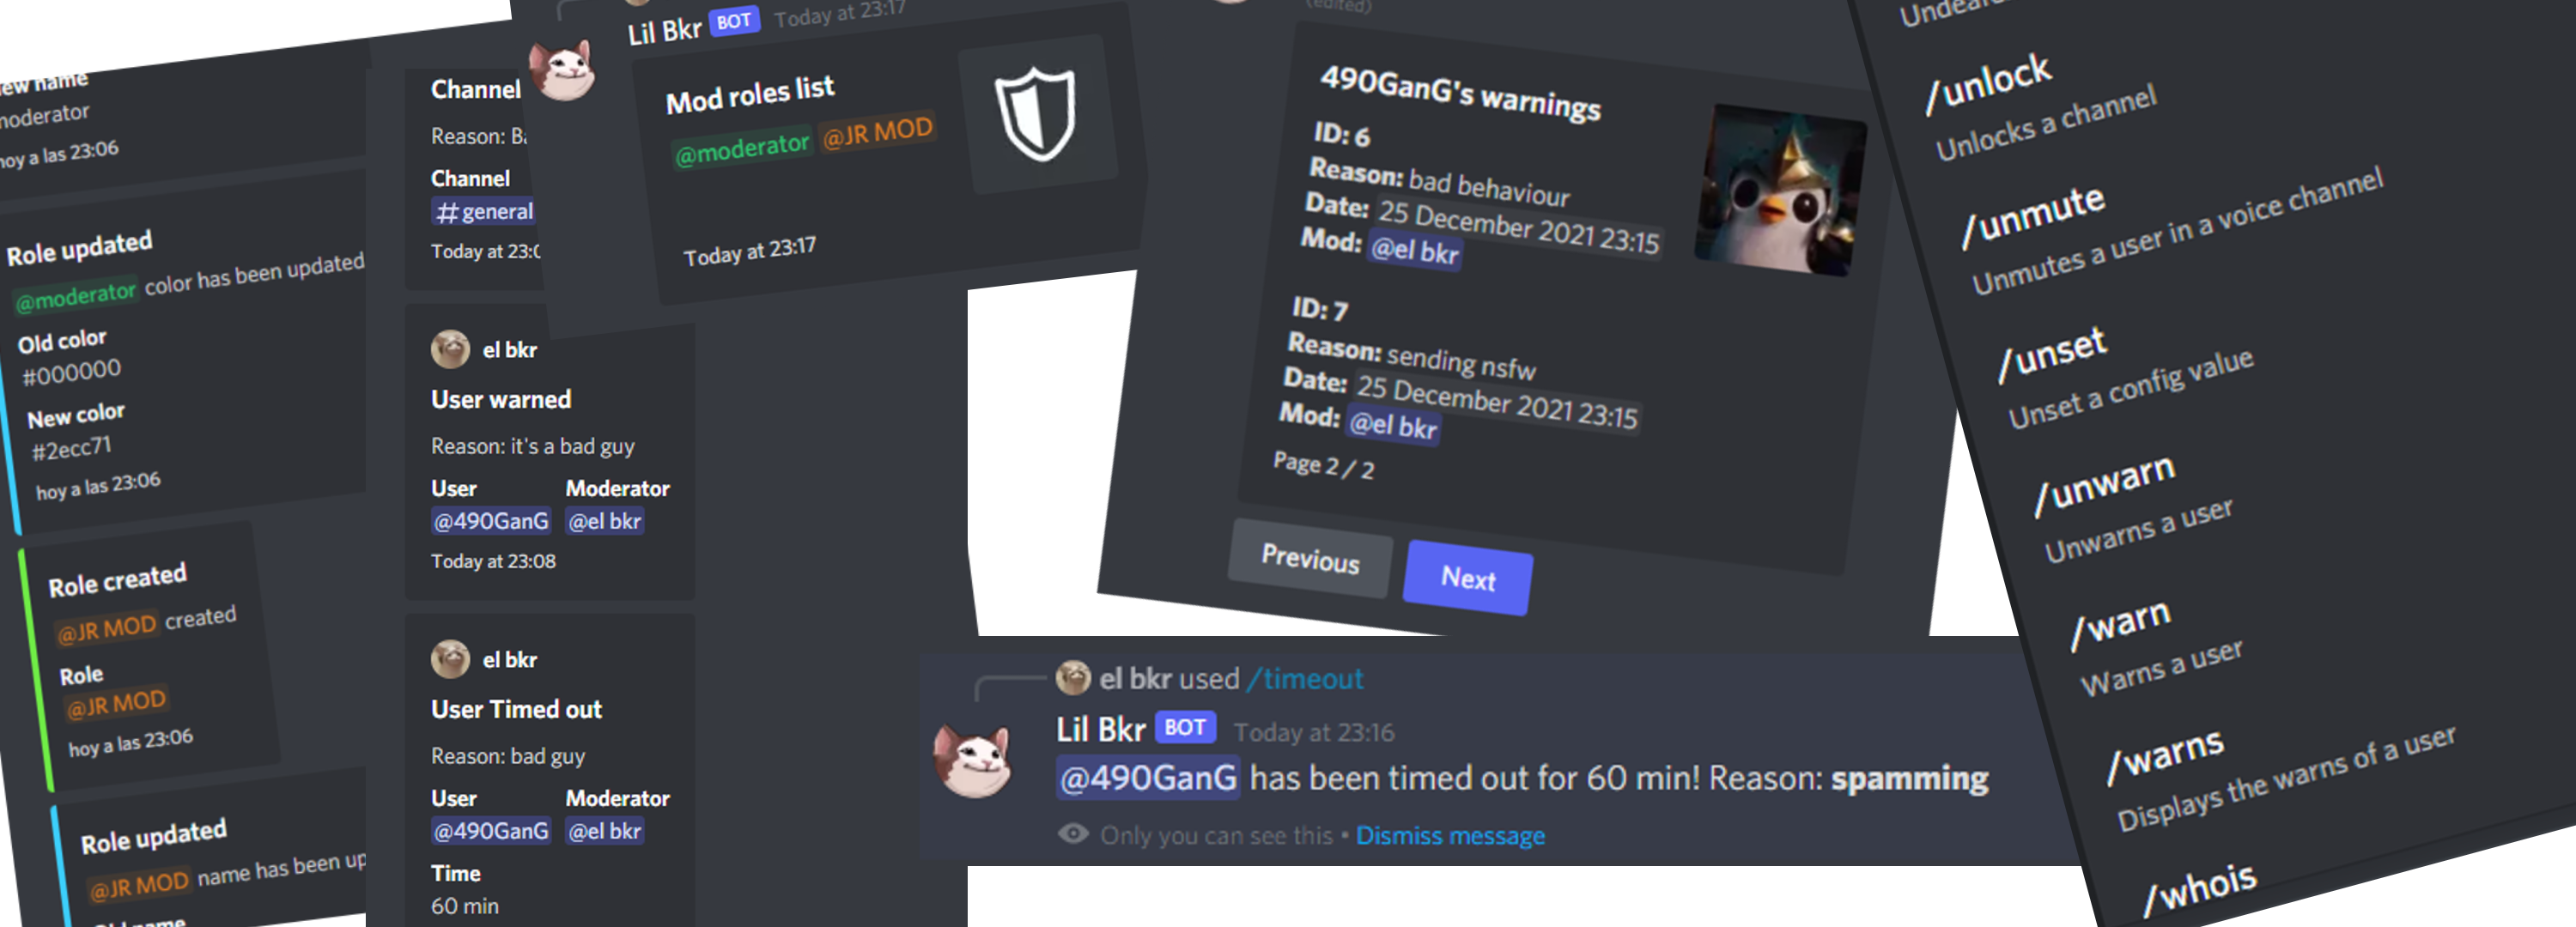 ew name
moderator
hoy a las 23:06
Role updated
@moderator color has been updated
Old color
#000000
New color
#2ecc71
hoy a las 23:06
Role created
@JR MOD created
Role
@JR MOD
hoy a las 23:06
Role updated
@JR MOD name has been up
Old name
Channel
Reason: Ba
Channel
#general
Today at 23:0
el bkr
User warned
Reason: it's a bad guy
User Moderator
@490GanG @el bkr
Today at 23:08
el bkr
User Timed out
Reason: bad guy
User Moderator
@490GanG @el bkr
Time
60 min
Lil Bkr BOT Today at 23:17
Mod roles list
@moderator @JR MOD
Today at 23:17
(edited)
490GanG's warnings
ID: 6
Reason: bad behaviour
Date: 25 December 2021 23:15
Mod: @el bkr
ID: 7
Reason: sending nsfw
Date: 25 December 2021 23:15
Mod: @el bkr
Page 2 / 2
Previous Next
el bkr used /timeout
Lil Bkr BOT Today at 23:16
@490GanG has been timed out for 60 min! Reason: spamming
Only you can see this • Dismiss message
/unlock
Unlocks a channel
/unmute
Unmutes a user in a voice channel
/unset
Unset a config value
/unwarn
Unwarns a user
/warn
Warns a user
/warns
Displays the warns of a user
/whois